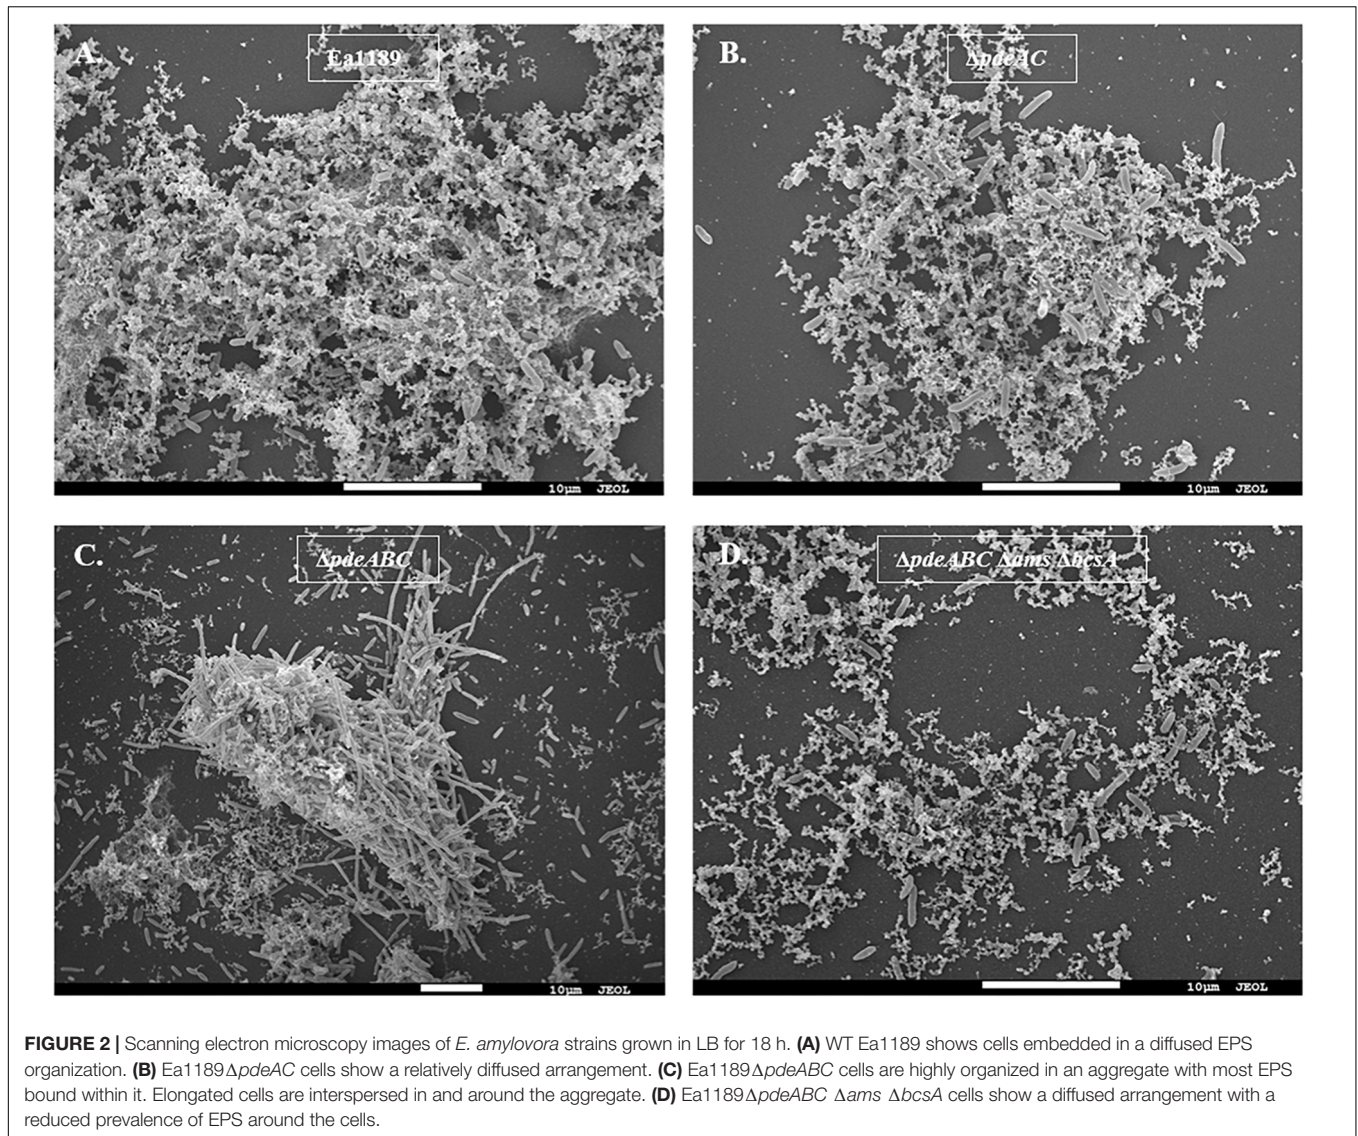 A.
Ea1189
10µm JEOL
B.
ΔpdeAC
10µm JEOL
C.
ΔpdeABC
10µm JEOL
D.
ΔpdeABC Δams ΔbcsA
10µm JEOL
FIGURE 2 | Scanning electron microscopy images of E. amylovora strains grown in LB for 18 h. (A) WT Ea1189 shows cells embedded in a diffused EPS
organization. (B) Ea1189ΔpdeAC cells show a relatively diffused arrangement. (C) Ea1189ΔpdeABC cells are highly organized in an aggregate with most EPS
bound within it. Elongated cells are interspersed in and around the aggregate. (D) Ea1189ΔpdeABC Δams ΔbcsA cells show a diffused arrangement with a
reduced prevalence of EPS around the cells.